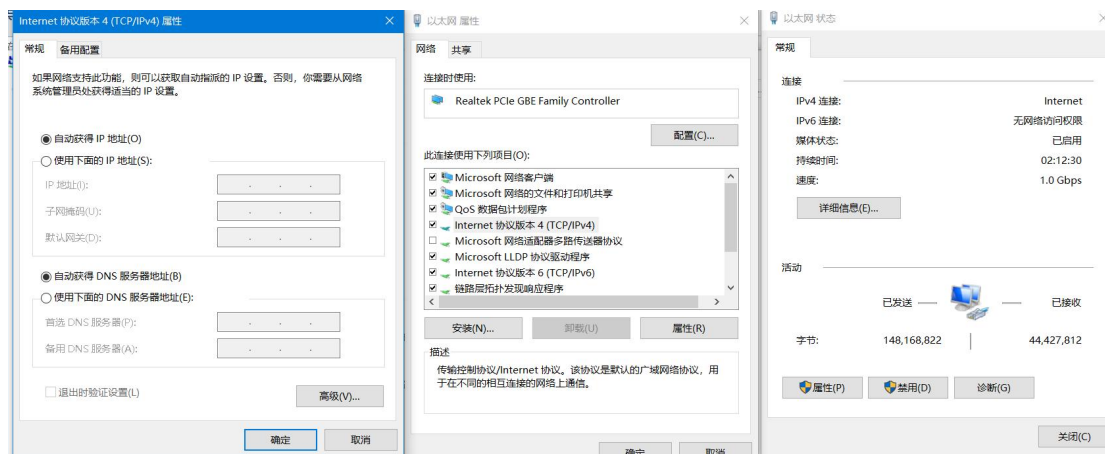 Internet 协议版本 4 (TCP/IPv4) 属性
常规 备用配置
如果网络支持此功能，则可以获取自动指派的 IP 设置。否则，你需要从网络
系统管理员处获得适当的 IP 设置。
自动获得 IP 地址(O)
使用下面的 IP 地址(S):
IP 地址(I):
子网掩码(U):
默认网关(D):
自动获得 DNS 服务器地址(B)
使用下面的 DNS 服务器地址(E):
首选 DNS 服务器(P):
备用 DNS 服务器(A):
退出时验证设置(L)
高级(V)...
确定 取消
以太网 属性
网络 共享
连接时使用:
Realtek PCIe GBE Family Controller
配置(C)...
此连接使用下列项目(O):
Microsoft 网络客户端
Microsoft 网络的文件和打印机共享
QoS 数据包计划程序
Internet 协议版本 4 (TCP/IPv4)
Microsoft 网络适配器多路传送器协议
Microsoft LLDP 协议驱动程序
Internet 协议版本 6 (TCP/IPv6)
链路层拓扑发现响应程序
安装(N)... 卸载(U) 属性(R)
描述
传输控制协议/Internet 协议。该协议是默认的广域网络协议，用
于在不同的相互连接的网络上通信。
确定 取消
以太网 状态
常规
连接
IPv4 连接: Internet
IPv6 连接: 无网络访问权限
媒体状态: 已启用
持续时间: 02:12:30
速度: 1.0 Gbps
详细信息(E)...
活动
已发送 — — 已接收
字节: 148,168,822 44,427,812
属性(P) 禁用(D) 诊断(G)
关闭(C)